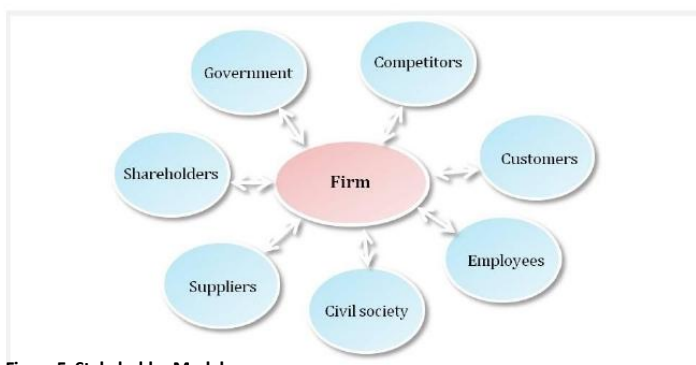 Government
Competitors
Shareholders
Firm
Customers
Suppliers
Civil society
Employees